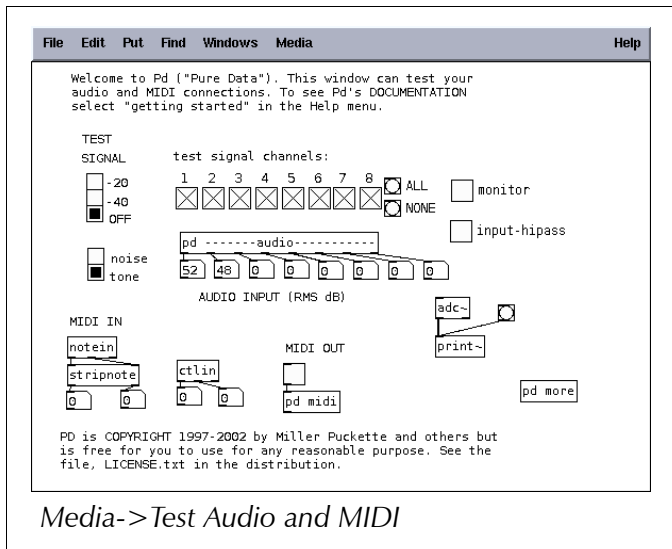 File Edit Put Find Windows Media Help
Welcome to Pd ("Pure Data"). This window can test your
audio and MIDI connections. To see Pd's DOCUMENTATION
select "getting started" in the Help menu.
TEST
SIGNAL
-20
-40
OFF
test signal channels:
1 2 3 4 5 6 7 8
ALL
NONE
monitor
input-hipass
noise
tone
pd -------audio-----------
52 48 0 0 0 0 0 0
AUDIO INPUT (RMS dB)
adc~
print~
MIDI IN
notein
stripnote
0 0
ctlin
0 0
MIDI OUT
pd midi
pd more
PD is COPYRIGHT 1997-2002 by Miller Puckette and others but
is free for you to use for any reasonable purpose. See the
file, LICENSE.txt in the distribution.
Media->Test Audio and MIDI